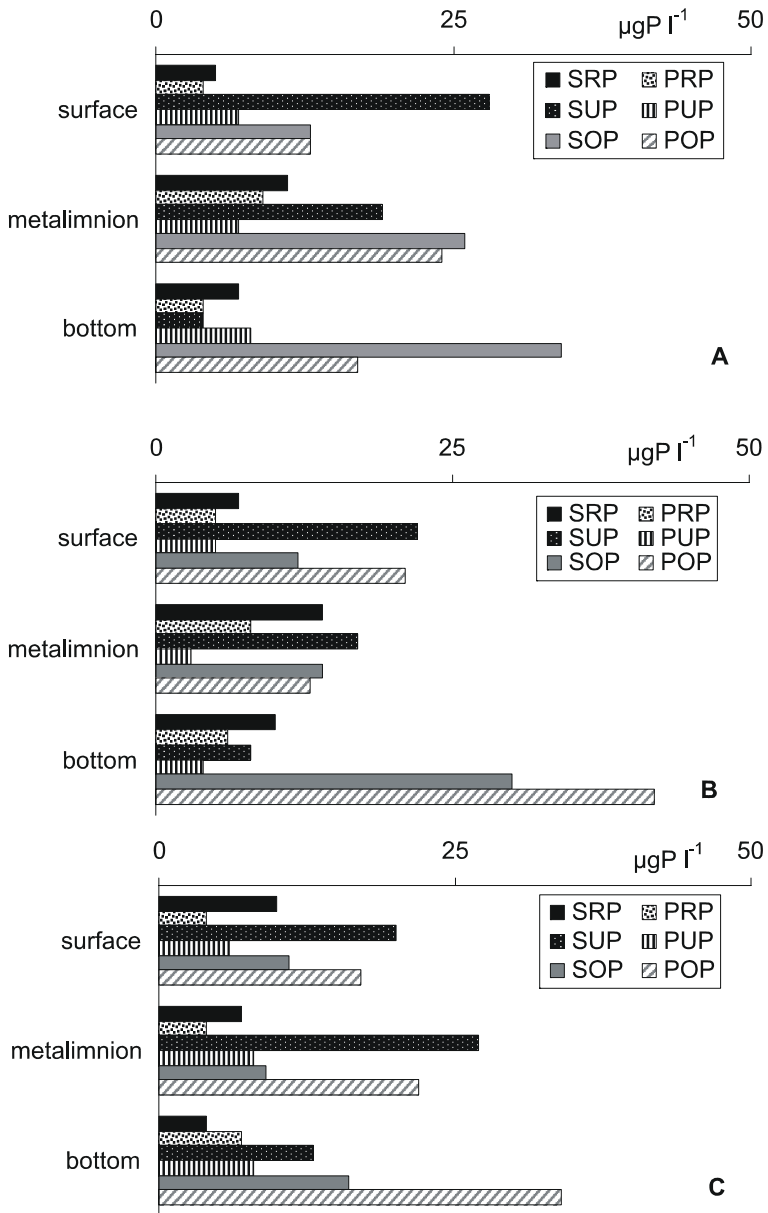 0 25 µgP l⁻¹ 50
SRP PRP
SUP PUP
SOP POP
surface
metalimnion
bottom
A
0 25 µgP l⁻¹ 50
SRP PRP
SUP PUP
SOP POP
surface
metalimnion
bottom
B
0 25 µgP l⁻¹ 50
SRP PRP
SUP PUP
SOP POP
surface
metalimnion
bottom
C